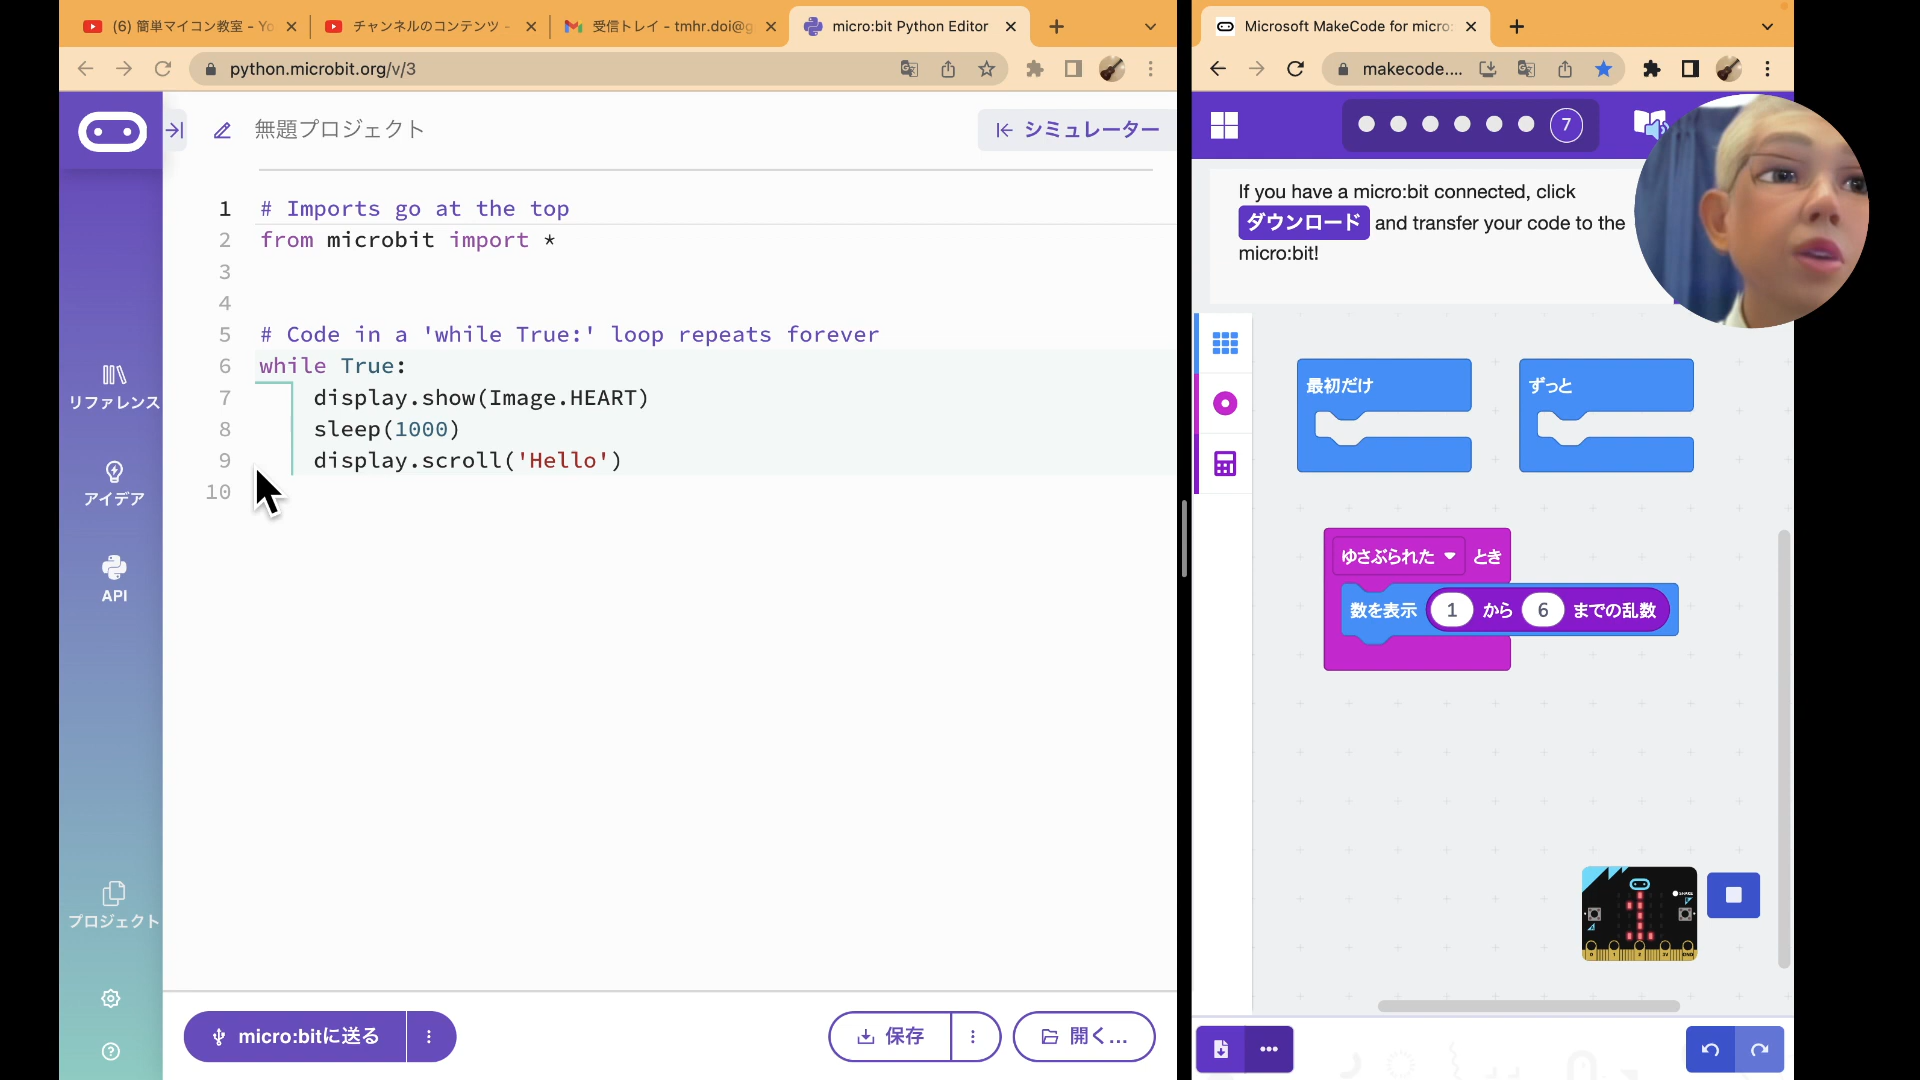 (6) 簡単マイコン教室 - Yo
チャンネルのコンテンツ -
受信トレイ - tmhr.doi@g
micro:bit Python Editor
python.microbit.org/v/3
無題プロジェクト
シミュレーター
1 # Imports go at the top
2 from microbit import *
3
4
5 # Code in a 'while True:' loop repeats forever
6 while True:
7 display.show(Image.HEART)
8 sleep(1000)
9 display.scroll('Hello')
10
リファレンス
アイデア
API
プロジェクト
micro:bitに送る
保存
開く...
Microsoft MakeCode for micro:
makecode....
7
If you have a micro:bit connected, click
ダウンロード and transfer your code to the
micro:bit!
最初だけ
ずっと
ゆさぶられた とき
数を表示 1 から 6 までの乱数